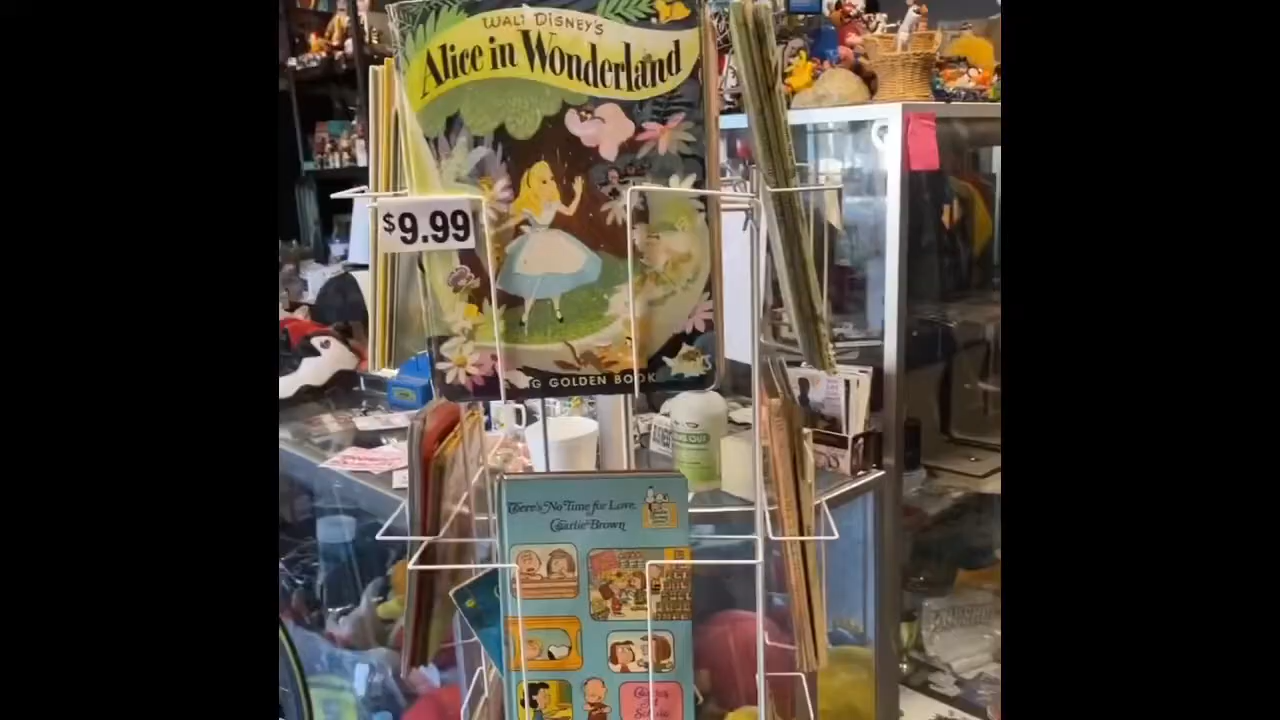 WALT DISNEY'S
Alice in Wonderland
$9.99
G GOLDEN BOOK
There's No Time for Love,
Charlie Brown